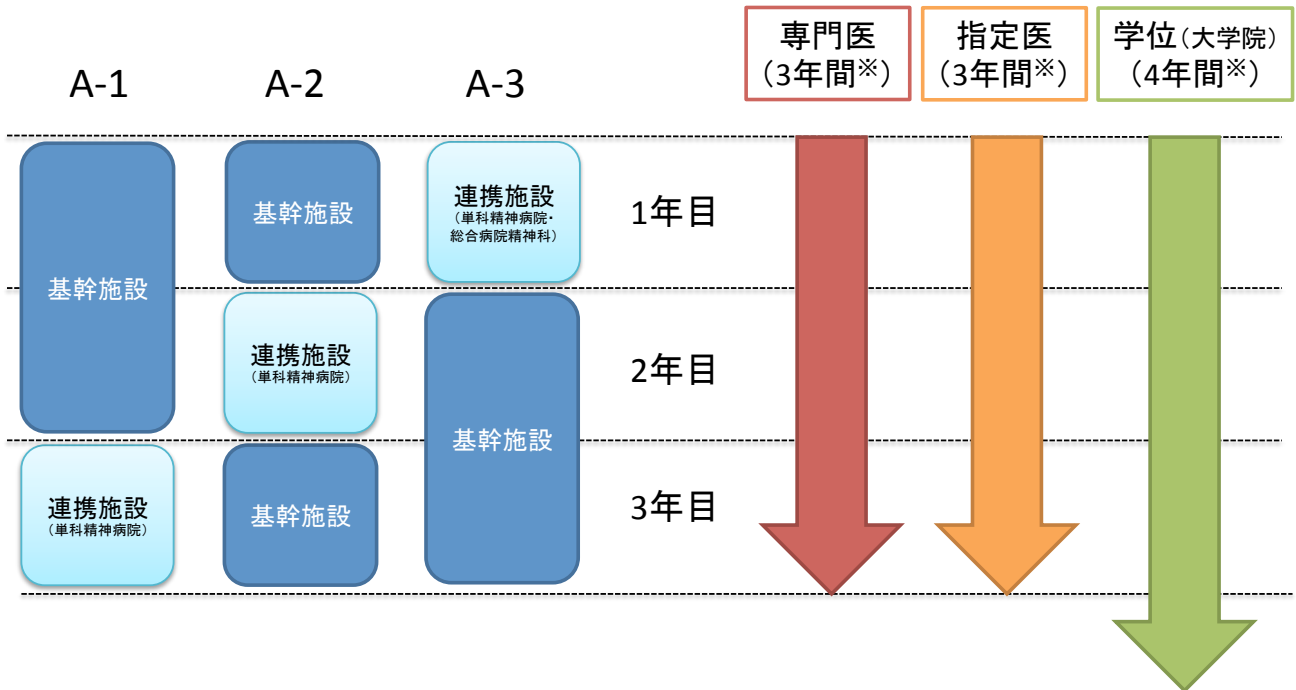 専門医
(3年間※)
指定医
(3年間※)
学位(大学院)
(4年間※)
A-1
A-2
A-3
基幹施設
連携施設
(単科精神病院・
総合病院精神科)
1年目
基幹施設
連携施設
(単科精神病院)
2年目
基幹施設
連携施設
(単科精神病院)
基幹施設
3年目